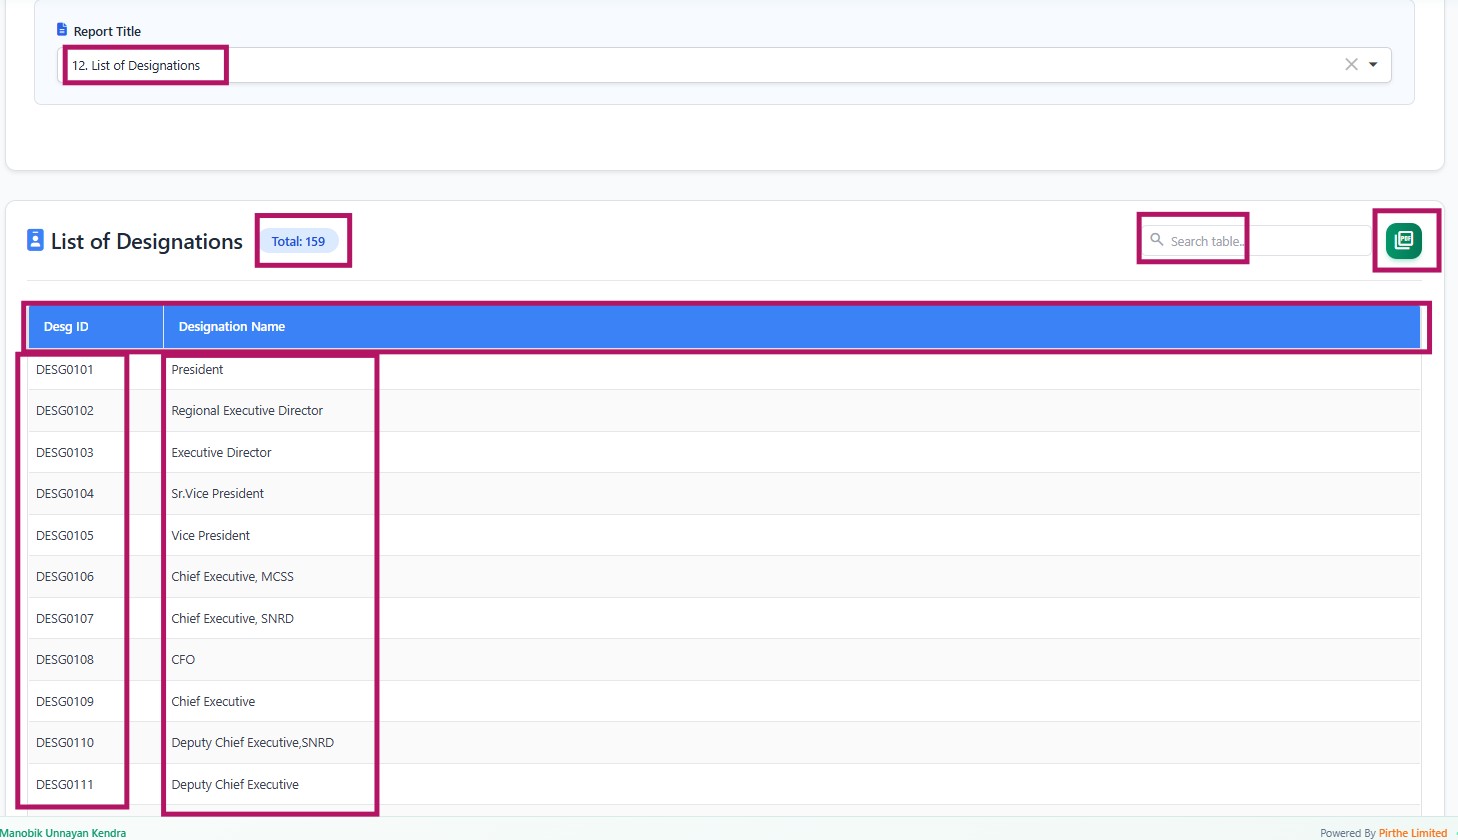 Report Title
12. List of Designations
List of Designations Total: 159 Search table.. PDF
Desg ID Designation Name
DESG0101 President
DESG0102 Regional Executive Director
DESG0103 Executive Director
DESG0104 Sr.Vice President
DESG0105 Vice President
DESG0106 Chief Executive, MCSS
DESG0107 Chief Executive, SNRD
DESG0108 CFO
DESG0109 Chief Executive
DESG0110 Deputy Chief Executive,SNRD
DESG0111 Deputy Chief Executive
Manobik Unnayan Kendra Powered By Pirthe Limited